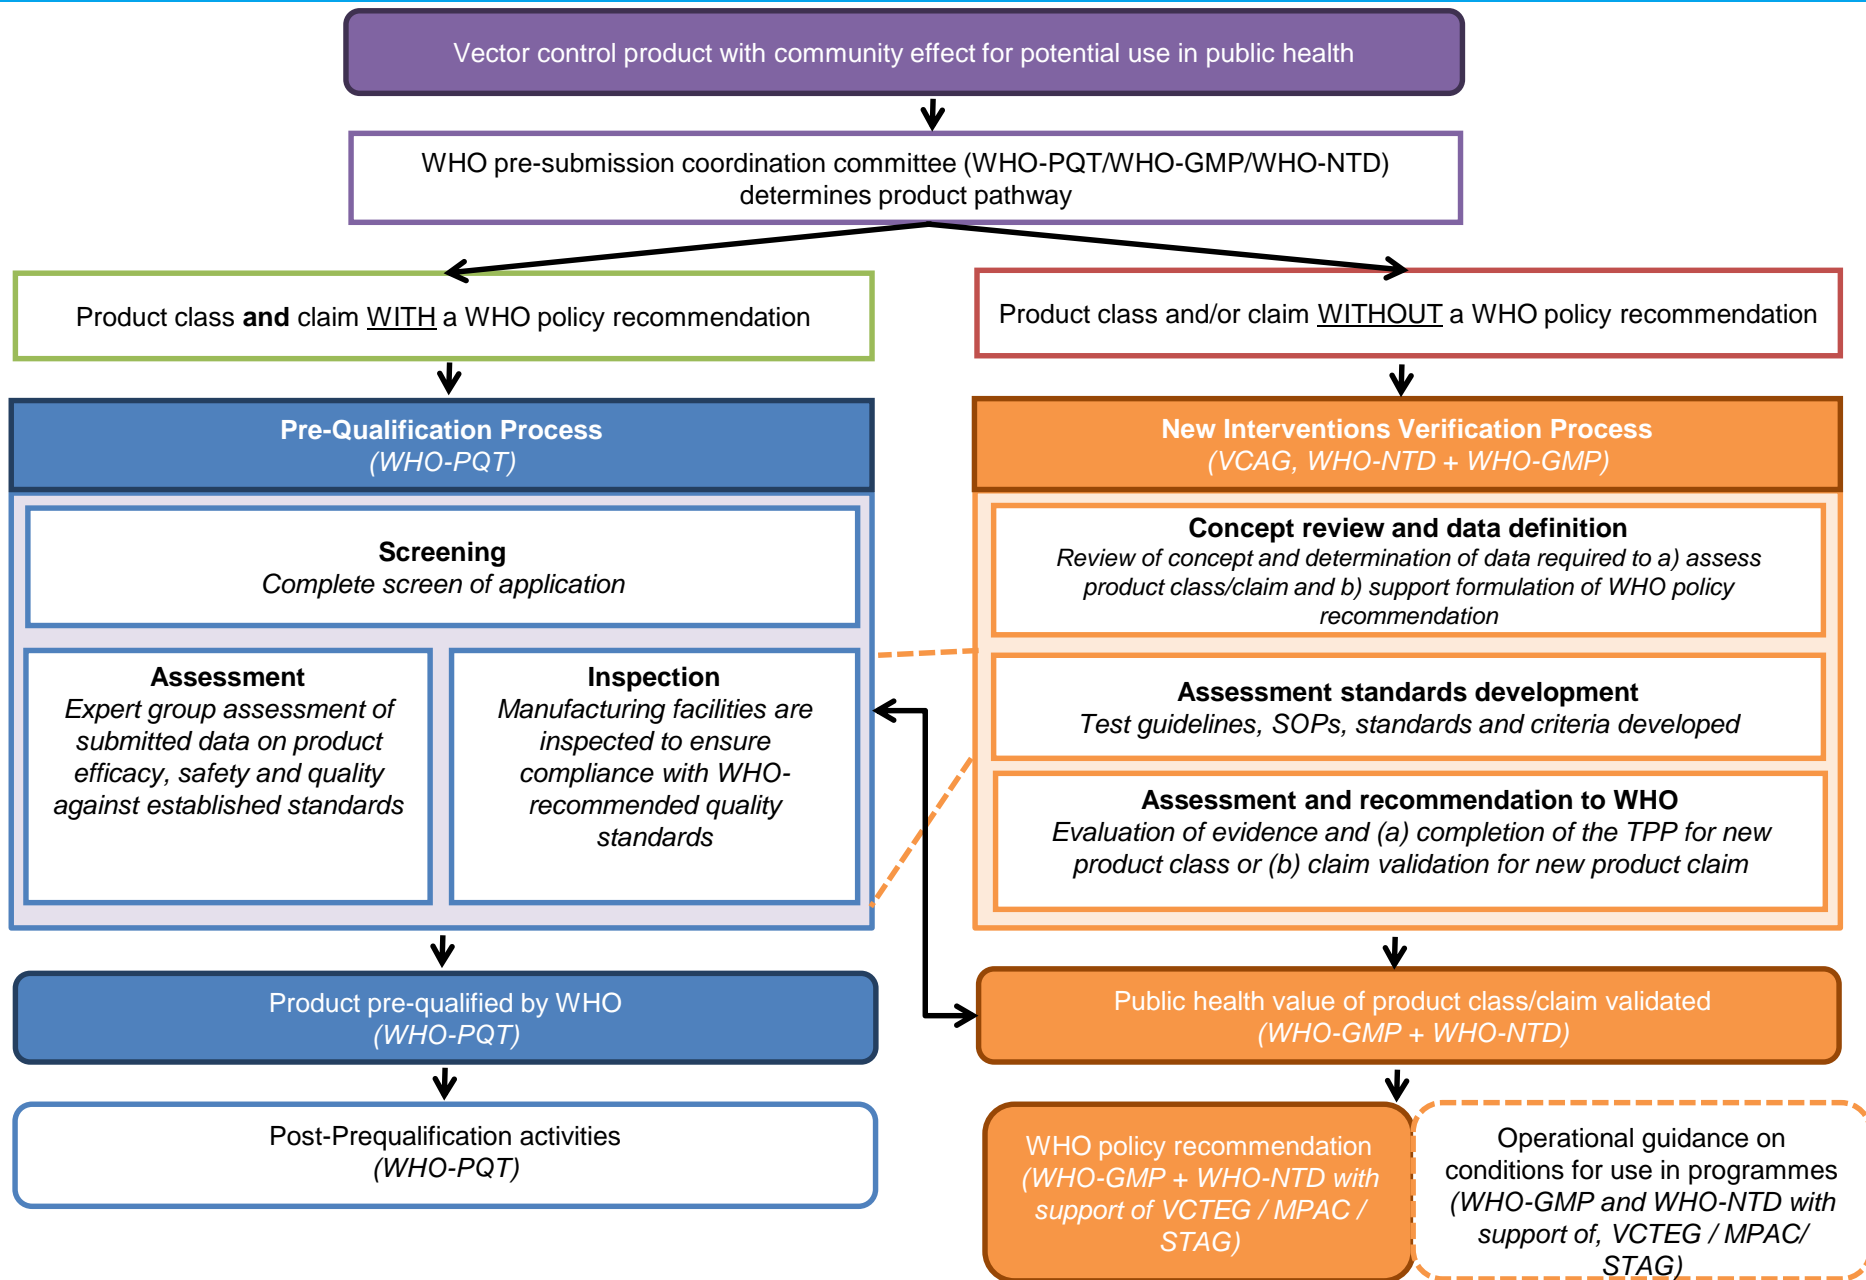 Vector control product with community effect for potential use in public health
WHO pre-submission coordination committee (WHO-PQT/WHO-GMP/WHO-NTD)
determines product pathway
Product class and claim WITH a WHO policy recommendation
Product class and/or claim WITHOUT a WHO policy recommendation
Pre-Qualification Process
(WHO-PQT)
Screening
Complete screen of application
Assessment
Expert group assessment of
submitted data on product
efficacy, safety and quality
against established standards
Inspection
Manufacturing facilities are
inspected to ensure
compliance with WHO-
recommended quality
standards
Product pre-qualified by WHO
(WHO-PQT)
Post-Prequalification activities
(WHO-PQT)
New Interventions Verification Process
(VCAG, WHO-NTD + WHO-GMP)
Concept review and data definition
Review of concept and determination of data required to a) assess
product class/claim and b) support formulation of WHO policy
recommendation
Assessment standards development
Test guidelines, SOPs, standards and criteria developed
Assessment and recommendation to WHO
Evaluation of evidence and (a) completion of the TPP for new
product class or (b) claim validation for new product claim
Public health value of product class/claim validated
(WHO-GMP + WHO-NTD)
WHO policy recommendation
(WHO-GMP + WHO-NTD with
support of VCTEG / MPAC /
STAG)
Operational guidance on
conditions for use in programmes
(WHO-GMP and WHO-NTD with
support of, VCTEG / MPAC/
STAG)